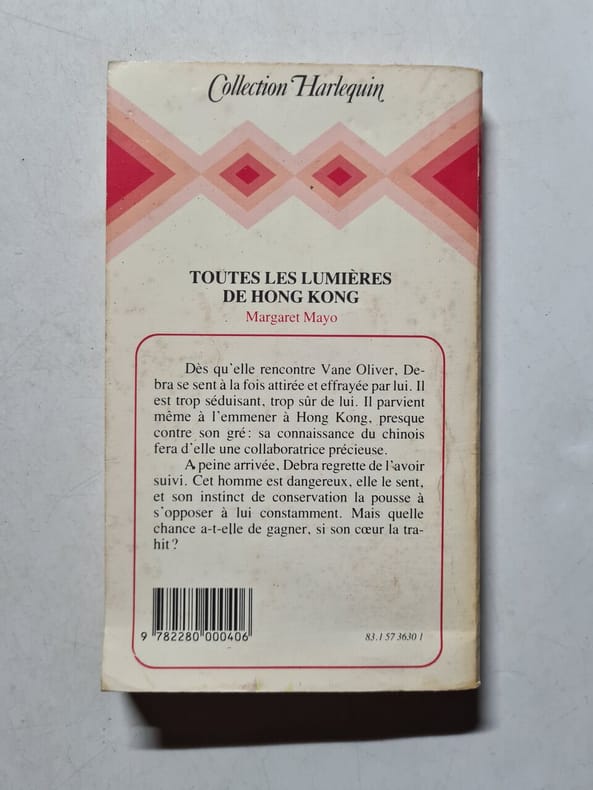 Collection Harlequin
TOUTES LES LUMIÈRES
DE HONG KONG
Margaret Mayo
Dès qu'elle rencontre Vane Oliver, De-
bra se sent à la fois attirée et effrayée par lui. Il
est trop séduisant, trop sûr de lui. Il parvient
même à l'emmener à Hong Kong, presque
contre son gré : sa connaissance du chinois
fera d'elle une collaboratrice précieuse.
A peine arrivée, Debra regrette de l'avoir
suivi. Cet homme est dangereux, elle le sent,
et son instinct de conservation la pousse à
s'opposer à lui constamment. Mais quelle
chance a-t-elle de gagner, si son cœur la tra-
hit ?
9 782280 000406
83.1 57 3630 1